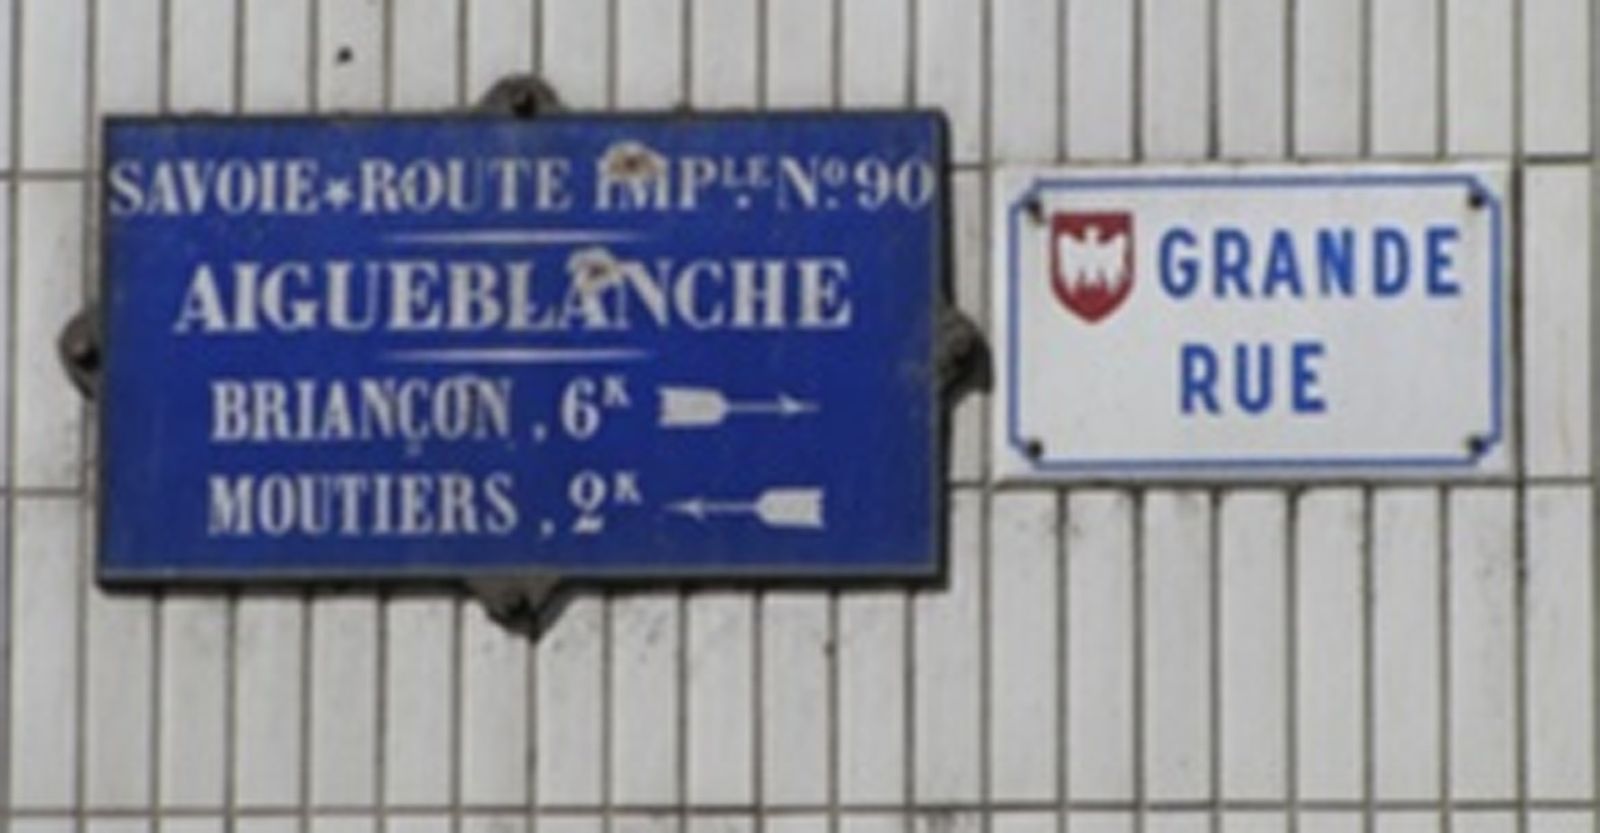 SAVOIE*ROUTE IMPLE. No. 90
AIGUEBLANCHE
BRIANÇON , 6K
MOUTIERS , 2K
GRANDE
RUE